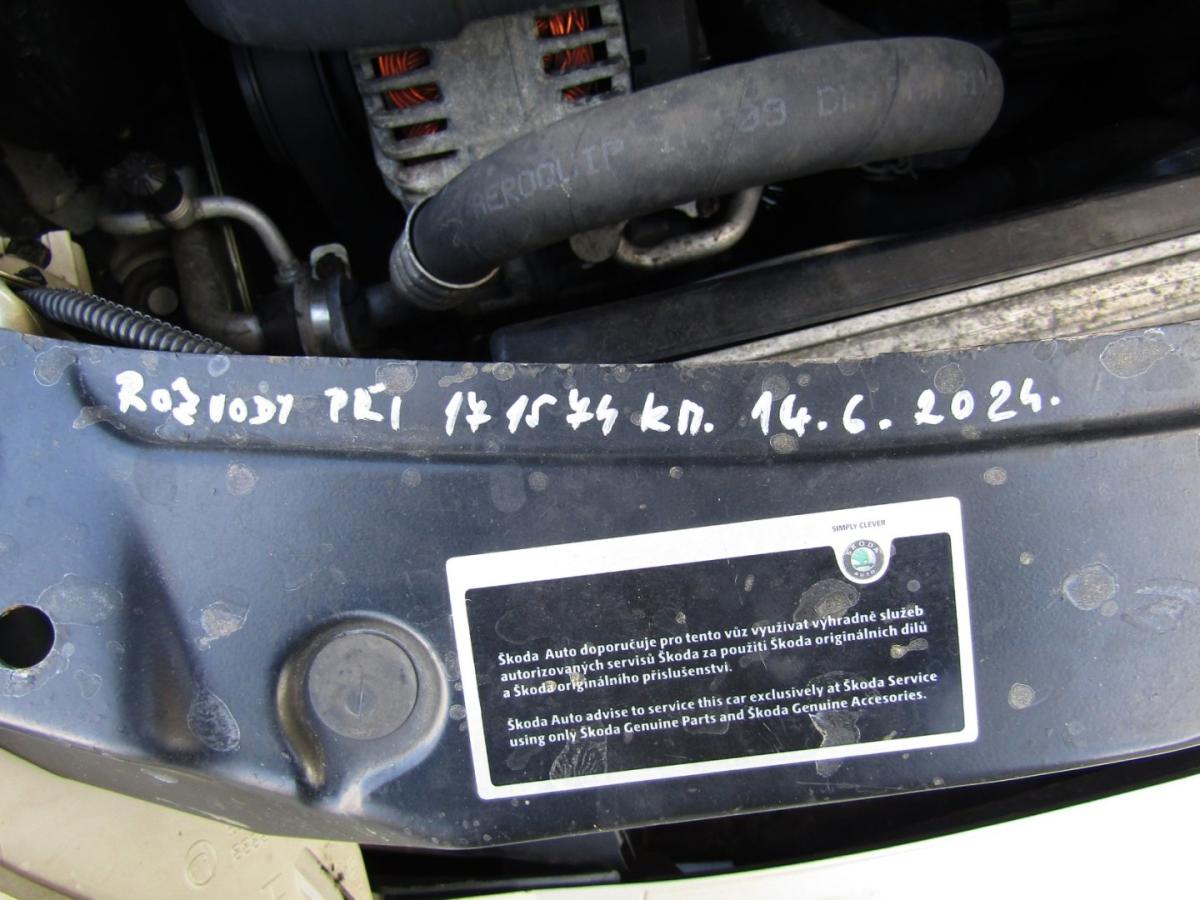 AEROQUIP
ROZVODY PŘI 171574 KM. 14.6.2024.
SIMPLY CLEVER
ŠKODA
AUTO
Škoda Auto doporučuje pro tento vůz využívat výhradně služeb
autorizovaných servisů Škoda za použití Škoda originálních dílů
a Škoda originálního příslušenství.
Škoda Auto advise to service this car exclusively at Škoda Service
using only Škoda Genuine Parts and Škoda Genuine Accesories.